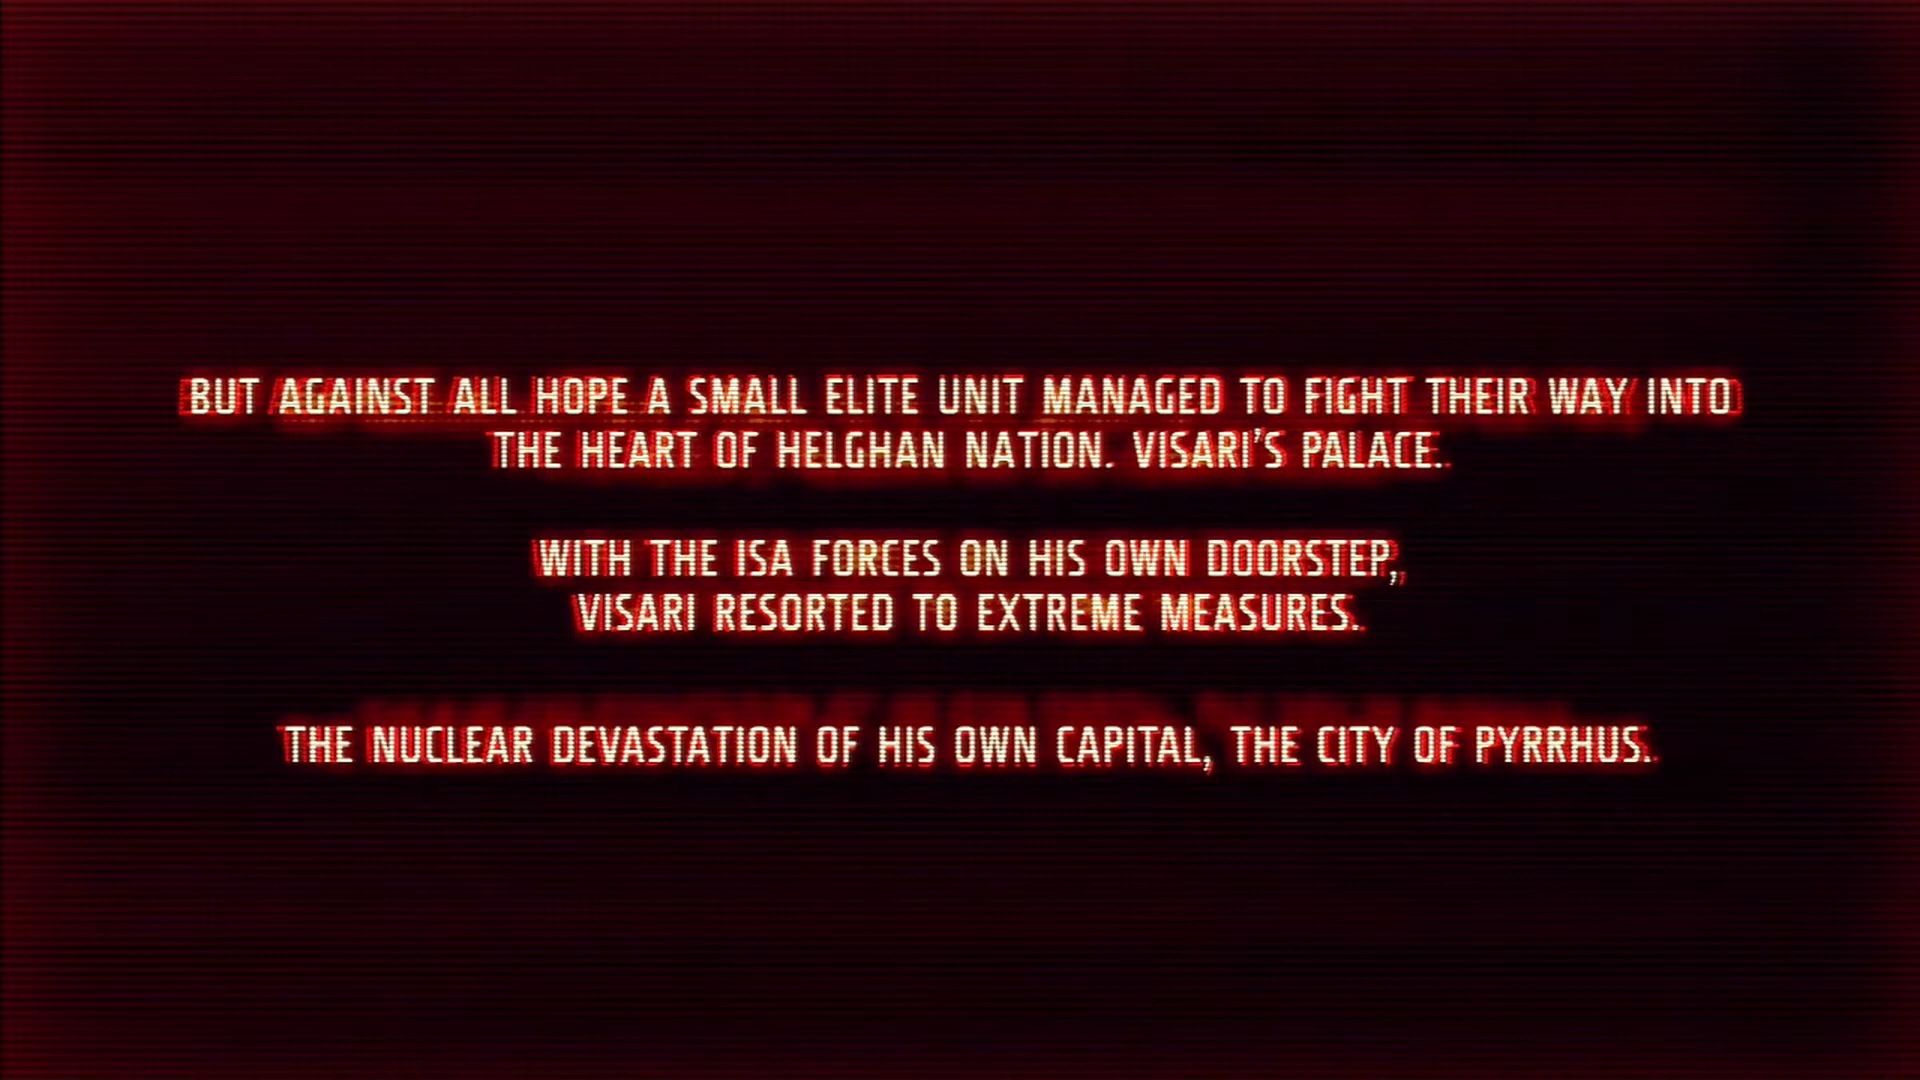 BUT AGAINST ALL HOPE A SMALL ELITE UNIT MANAGED TO FIGHT THEIR WAY INTO
THE HEART OF HELGHAN NATION. VISARI'S PALACE.
WITH THE ISA FORCES ON HIS OWN DOORSTEP,
VISARI RESORTED TO EXTREME MEASURES.
THE NUCLEAR DEVASTATION OF HIS OWN CAPITAL, THE CITY OF PYRRHUS.